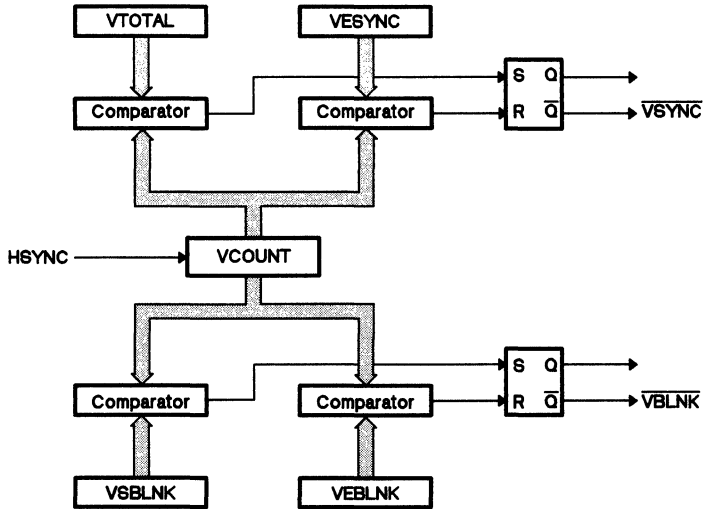 VTOTAL
VESYNC
Comparator
Comparator
S Q
R Q̅
V̅S̅Y̅N̅C̅
HSYNC
VCOUNT
Comparator
Comparator
S Q
R Q̅
V̅B̅L̅N̅K̅
VSBLNK
VEBLNK